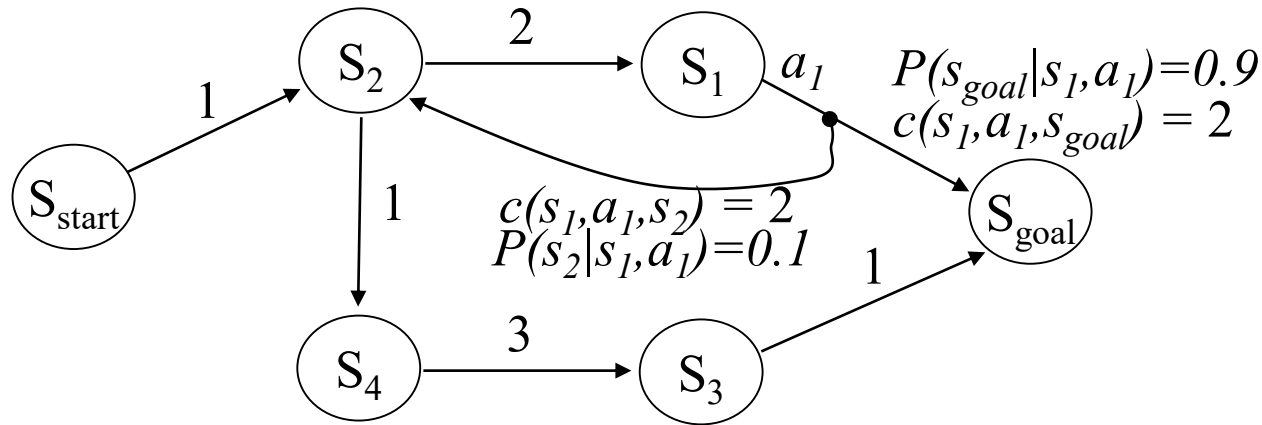 2
S2
S1
a1
P(sgoal|s1,a1)=0.9
c(s1,a1,sgoal) = 2
1
Sstart
1
c(s1,a1,s2) = 2
P(s2|s1,a1)=0.1
Sgoal
1
3
S4
S3